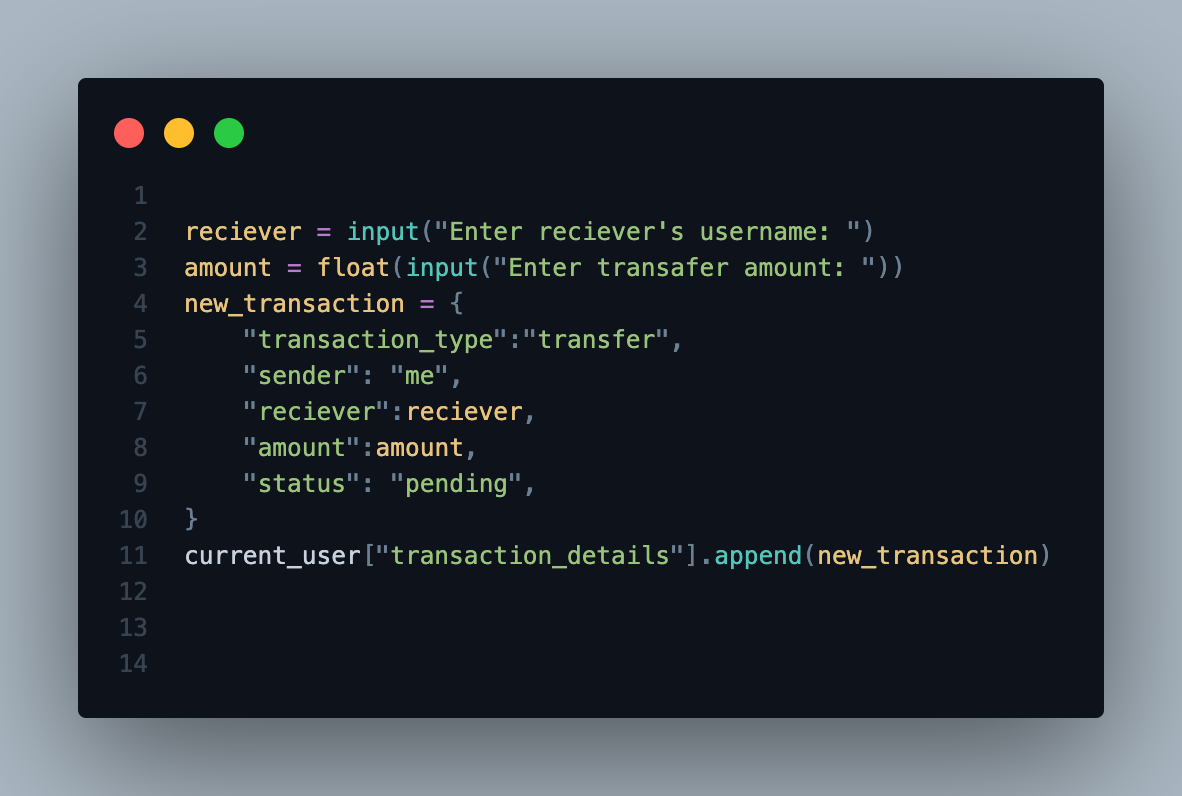 1
2 reciever = input("Enter reciever's username: ")
3 amount = float(input("Enter transafer amount: "))
4 new_transaction = {
5     "transaction_type":"transfer",
6     "sender": "me",
7     "reciever":reciever,
8     "amount":amount,
9     "status": "pending",
10 }
11 current_user["transaction_details"].append(new_transaction)
12
13
14